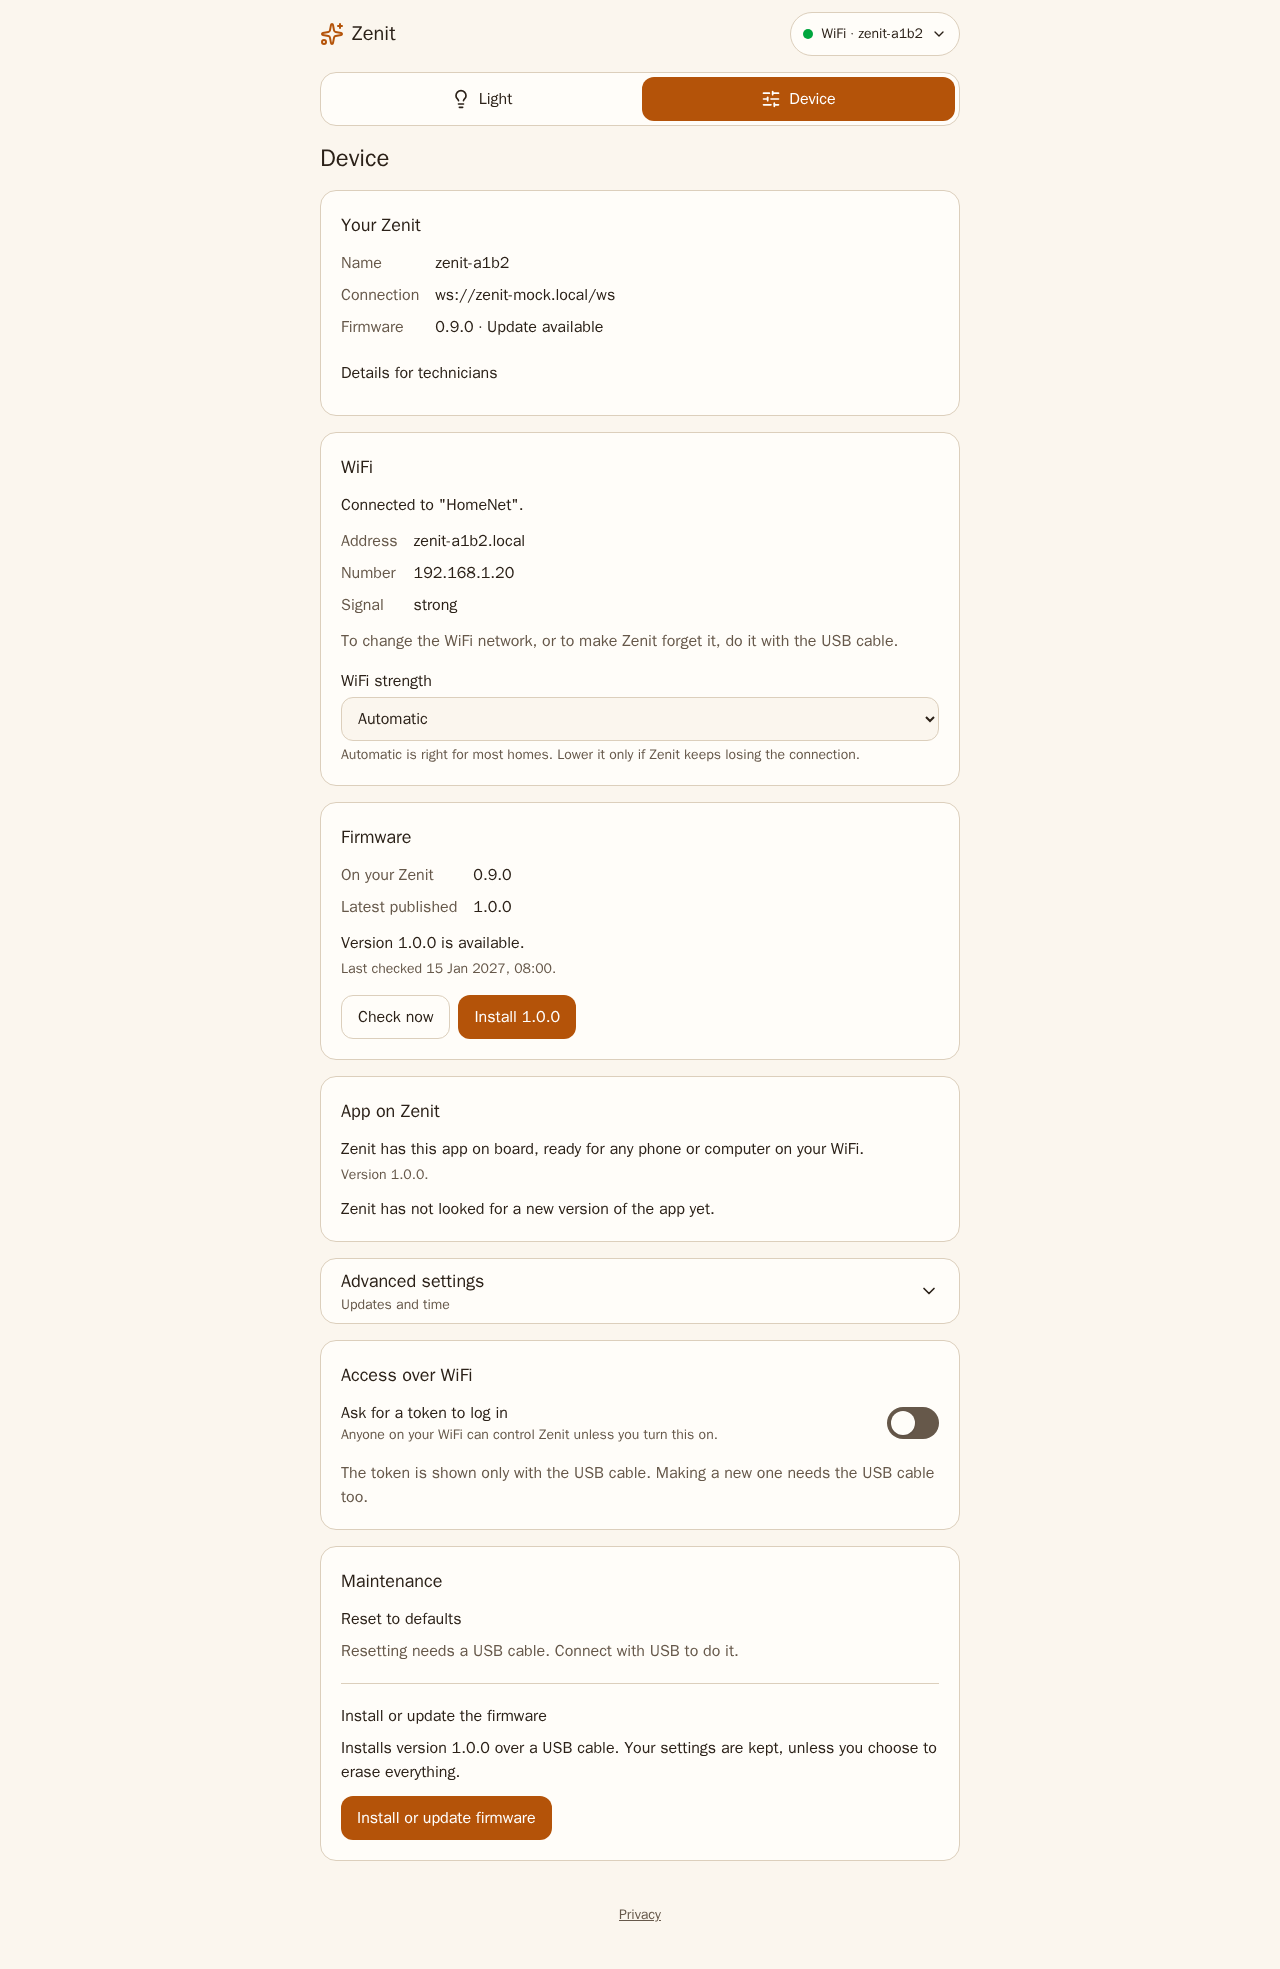 Zenit
WiFi · zenit-a1b2
Light
Device
Device
Your Zenit
Name zenit-a1b2
Connection ws://zenit-mock.local/ws
Firmware 0.9.0 · Update available
Details for technicians
WiFi
Connected to "HomeNet".
Address zenit-a1b2.local
Number 192.168.1.20
Signal strong
To change the WiFi network, or to make Zenit forget it, do it with the USB cable.
WiFi strength
Automatic
Automatic is right for most homes. Lower it only if Zenit keeps losing the connection.
Firmware
On your Zenit 0.9.0
Latest published 1.0.0
Version 1.0.0 is available.
Last checked 15 Jan 2027, 08:00.
Check now
Install 1.0.0
App on Zenit
Zenit has this app on board, ready for any phone or computer on your WiFi.
Version 1.0.0.
Zenit has not looked for a new version of the app yet.
Advanced settings
Updates and time
Access over WiFi
Ask for a token to log in
Anyone on your WiFi can control Zenit unless you turn this on.
The token is shown only with the USB cable. Making a new one needs the USB cable
too.
Maintenance
Reset to defaults
Resetting needs a USB cable. Connect with USB to do it.
Install or update the firmware
Installs version 1.0.0 over a USB cable. Your settings are kept, unless you choose to
erase everything.
Install or update firmware
Privacy